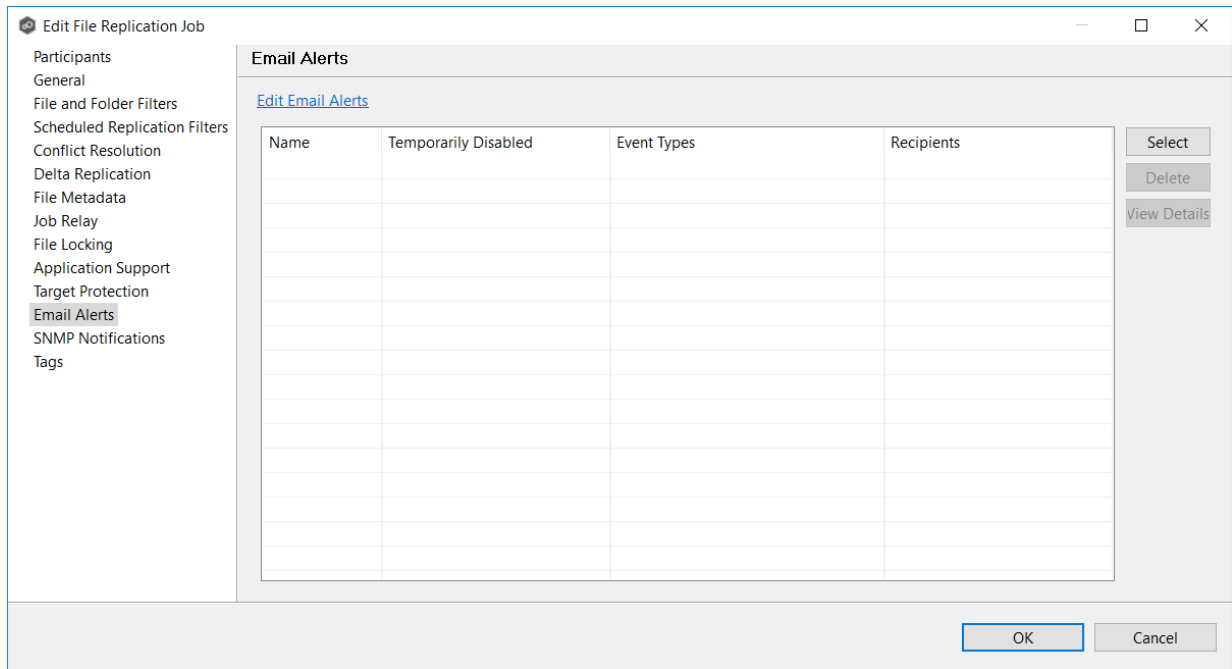 Edit File Replication Job
Participants
General
File and Folder Filters
Scheduled Replication Filters
Conflict Resolution
Delta Replication
File Metadata
Job Relay
File Locking
Application Support
Target Protection
Email Alerts
SNMP Notifications
Tags
Email Alerts
Edit Email Alerts
Name Temporarily Disabled Event Types Recipients
Select
Delete
View Details
OK Cancel